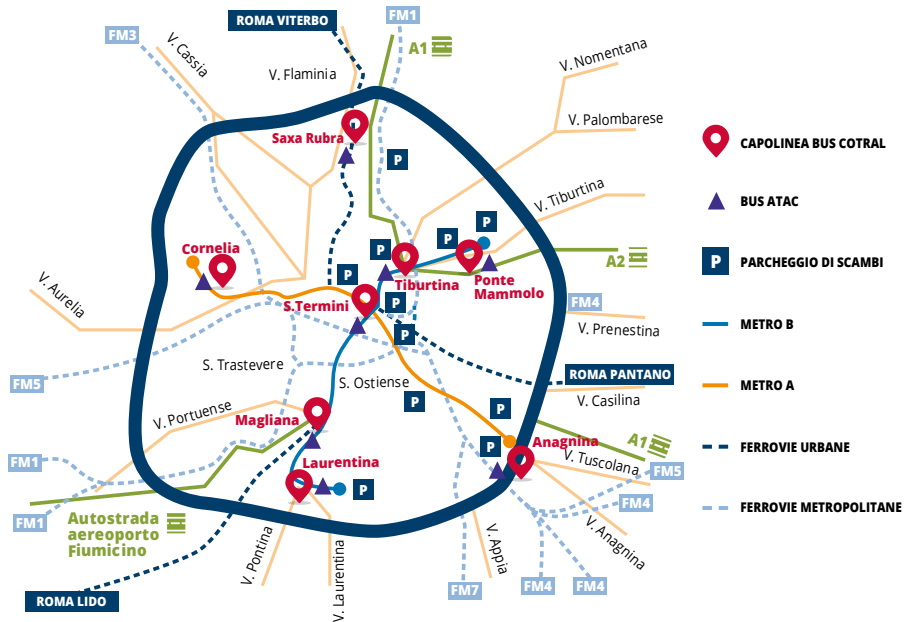 ROMA VITERBO
FM1
FM3
V. Cassia
A1
V. Flaminia
V. Nomentana
V. Palombarese
Saxa Rubra
P
CAPOLINEA BUS COTRAL
V. Tiburtina
BUS ATAC
P
P
P
Cornelia
A2
P
PARCHEGGIO DI SCAMBI
P
Tiburtina
Ponte
Mammolo
V. Aurelia
S.Termini
P
FM4
METRO B
V. Prenestina
P
S. Trastevere
ROMA PANTANO
FM5
S. Ostiense
METRO A
V. Casilina
P
P
V. Portuense
Magliana
Anagnina
A1
P
FERROVIE URBANE
FM1
Laurentina
V. Tuscolana
FM5
P
FM4
FERROVIE METROPOLITANE
FM1
Autostrada
aereoporto
Fiumicino
V. Pontina
V. Laurentina
V. Appia
V. Anagnina
FM7
FM4
FM4
ROMA LIDO